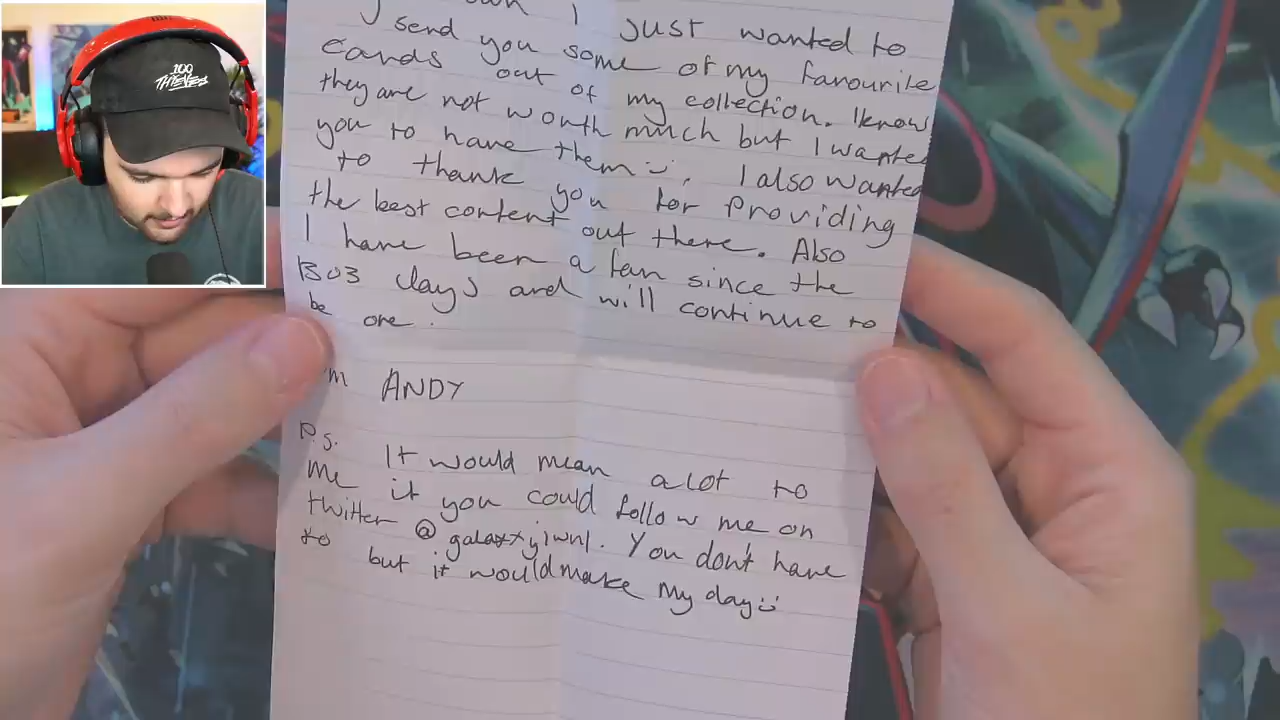 100
THIEVES
I just wanted to
send you some of my favourite
cards out of my collection. I know
they are not worth much but I wanted
you to have them :). I also wanted
to thank you for providing
the best content out there. Also
I have been a fan since the
BO3 days and will continue to
be one.
ANDY
P.S. It would mean alot to
me if you could follow me on
twitter @ You don't have
to but it would make my day :)